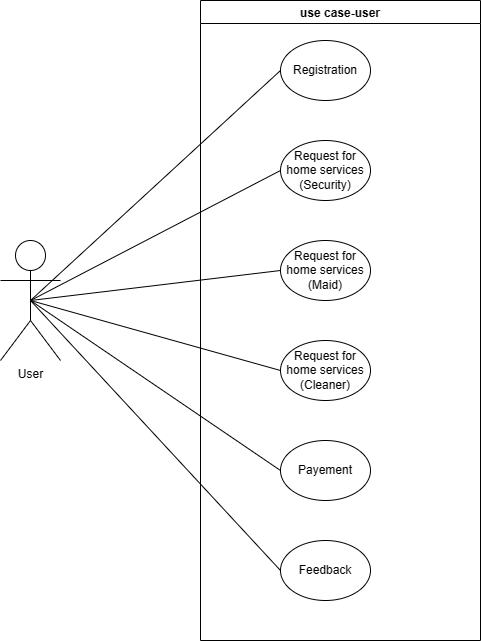 use case-user
Registration
Request for
home services
(Security)
Request for
home services
(Maid)
Request for
home services
(Cleaner)
User
Payement
Feedback